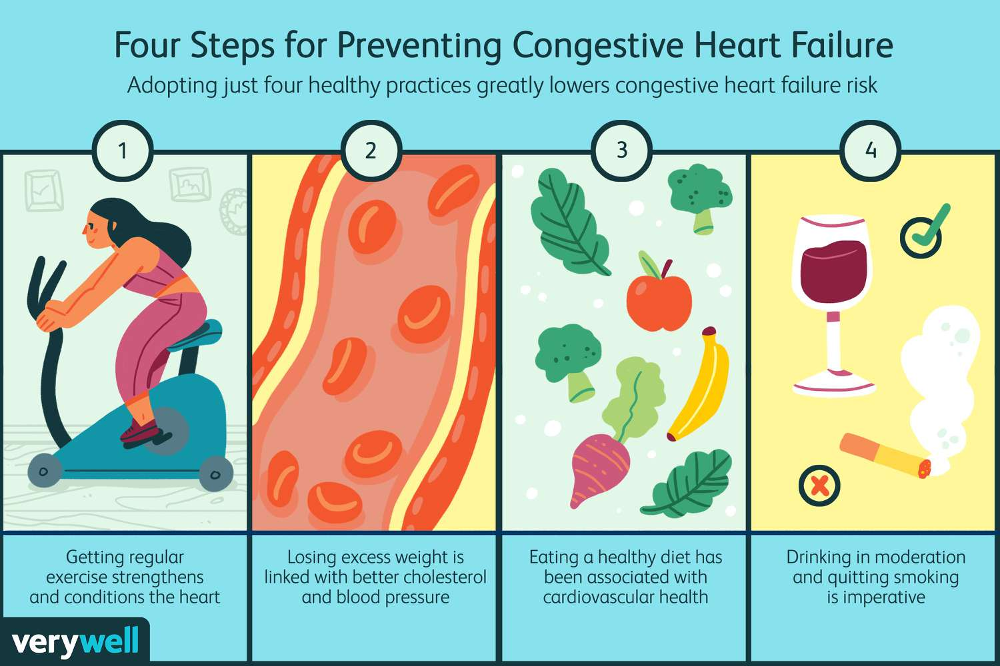 Four Steps for Preventing Congestive Heart Failure
Adopting just four healthy practices greatly lowers congestive heart failure risk
1
2
3
4
Getting regular
exercise strengthens
and conditions the heart
Losing excess weight is
linked with better cholesterol
and blood pressure
Eating a healthy diet has
been associated with
cardiovascular health
Drinking in moderation
and quitting smoking
is imperative
verywell